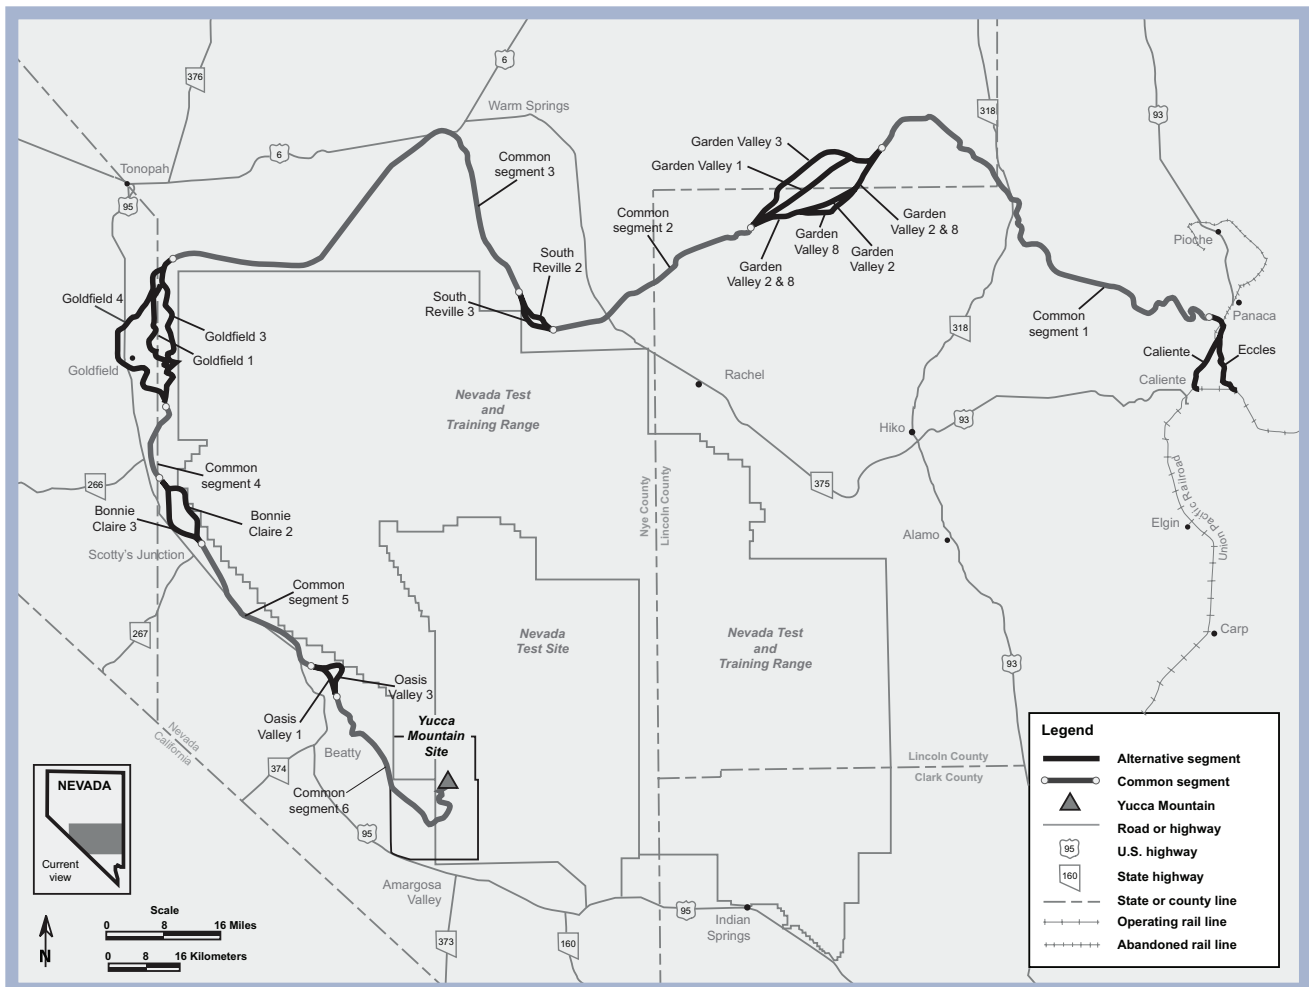 376
6
318
93
Warm Springs
Garden Valley 3
Garden Valley 1
6
Common
segment 3
Tonopah
95
Common
segment 2
Garden
Valley 2 & 8
Garden
Valley 8
Garden
Valley 2
Garden
Valley 2 & 8
Pioche
South
Reville 2
South
Reville 3
Goldfield 4
Goldfield 3
Goldfield 1
Goldfield
318
Common
segment 1
Panaca
Caliente
Eccles
Caliente
Rachel
Nevada Test
and
Training Range
Hiko
93
Common
segment 4
266
375
Nye County
Lincoln County
Union Pacific Railroad
Bonnie
Claire 3
Bonnie
Claire 2
Scotty's Junction
Alamo
Elgin
Common
segment 5
267
Nevada
Test Site
Nevada Test
and
Training Range
Carp
93
Oasis
Valley 3
Oasis
Valley 1
Yucca
Mountain
Site
Nevada
California
Beatty
374
Common
segment 6
95
Lincoln County
Clark County
NEVADA
Current
view
Amargosa
Valley
95
Indian
Springs
373
160
Scale
0 8 16 Miles
0 8 16 Kilometers
N
Legend
Alternative segment
Common segment
Yucca Mountain
Road or highway
95 U.S. highway
160 State highway
State or county line
Operating rail line
Abandoned rail line